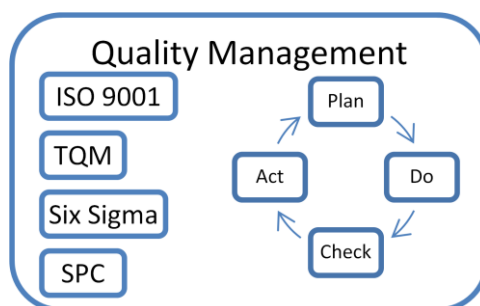 Quality Management
ISO 9001
TQM
Six Sigma
SPC
Plan
Do
Check
Act